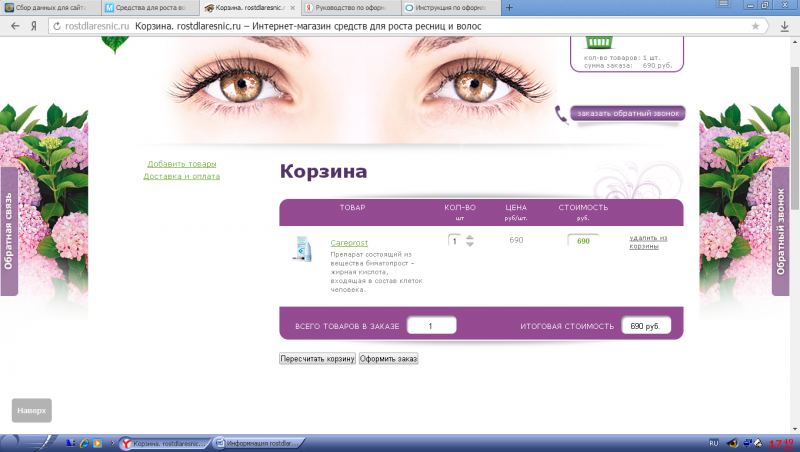 Сбор данных для сайта
Средства для роста во
Корзина. rostdlaresnic.ru
Руководство по оформ
Инструкция по оформл
rostdlaresnic.ru Корзина. rostdlaresnic.ru – Интернет-магазин средств для роста ресниц и волос
кол-во товаров: 1 шт.
сумма заказа: 690 руб.
заказать обратный звонок
Добавить товары
Доставка и оплата
Корзина
ТОВАР КОЛ-ВО ЦЕНА СТОИМОСТЬ
шт руб/шт. руб.
Careprost 1 690 690 удалить из
корзины
Препарат состоящий из
вещества биматопрост -
жирная кислота,
входящая в состав клеток
человека.
ВСЕГО ТОВАРОВ В ЗАКАЗЕ 1 ИТОГОВАЯ СТОИМОСТЬ 690 руб.
Пересчитать корзину Оформить заказ
Обратная связь
Обратный звонок
Наверх
Корзина. rostdlaresnic... Информация rostdlar... RU 17:49